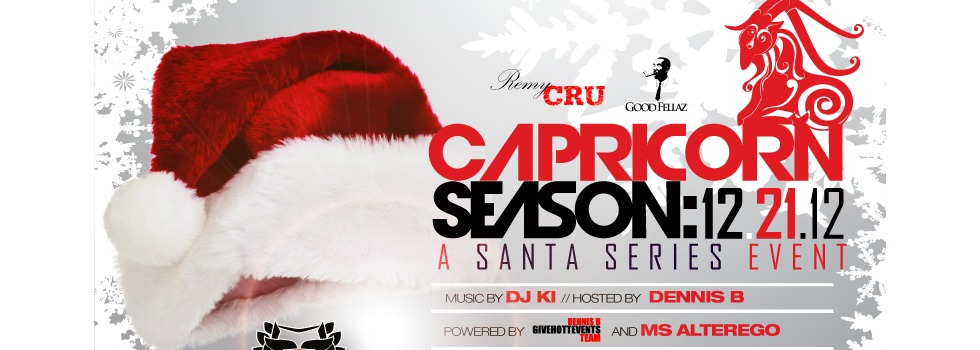 Remy
CRU
GOOD FELLAZ
CAPRICORN
SEASON:12.21.12
A SANTA SERIES EVENT
MUSIC BY DJ KI // HOSTED BY DENNIS B
POWERED BY DENNIS B GIVEHOTTEVENTS TEAM AND MS ALTEREGO